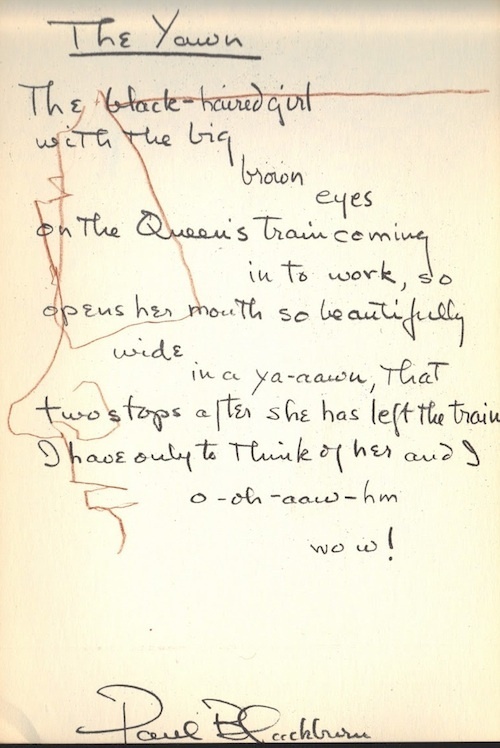 The Yawn
The black-haired girl
with the big
brown
eyes
on the Queens train coming
in to work, so
opens her mouth so beautifully
wide
in a ya-aawn, that
two stops after she has left the train
I have only to think of her and I
o-oh-aaw-hm
wow!
Paul Blackburn